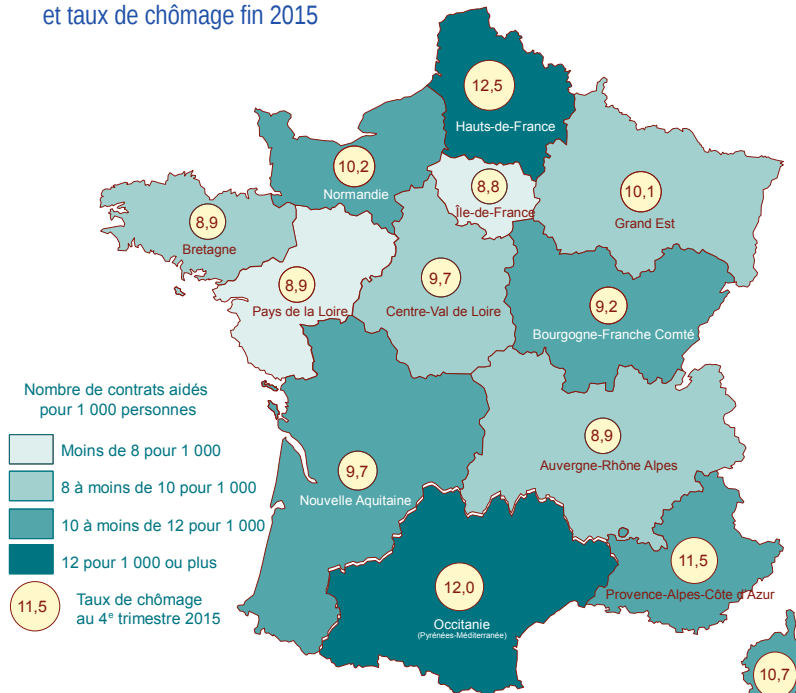 et taux de chômage fin 2015
12,5
Hauts-de-France
10,2
Normandie
8,8
Île-de-France
10,1
Grand Est
8,9
Bretagne
8,9
Pays de la Loire
9,7
Centre-Val de Loire
9,2
Bourgogne-Franche Comté
Nombre de contrats aidés
pour 1 000 personnes
Moins de 8 pour 1 000
8 à moins de 10 pour 1 000
10 à moins de 12 pour 1 000
12 pour 1 000 ou plus
11,5
Taux de chômage
au 4e trimestre 2015
9,7
Nouvelle Aquitaine
8,9
Auvergne-Rhône Alpes
12,0
Occitanie
(Pyrénées-Méditerranée)
11,5
Provence-Alpes-Côte d'Azur
10,7